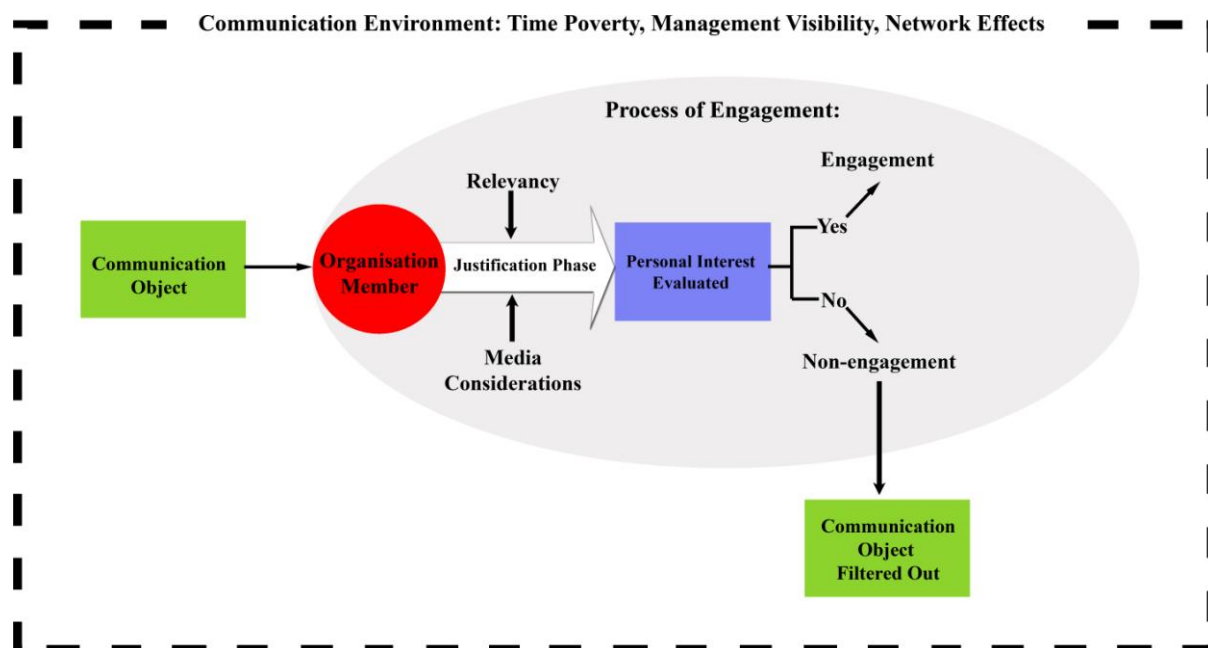 Communication Environment: Time Poverty, Management Visibility, Network Effects
Process of Engagement:
Engagement
Relevancy
Yes
Communication
Object
Organisation
Member
Justification Phase
Personal Interest
Evaluated
No
Media
Considerations
Non-engagement
Communication
Object
Filtered Out